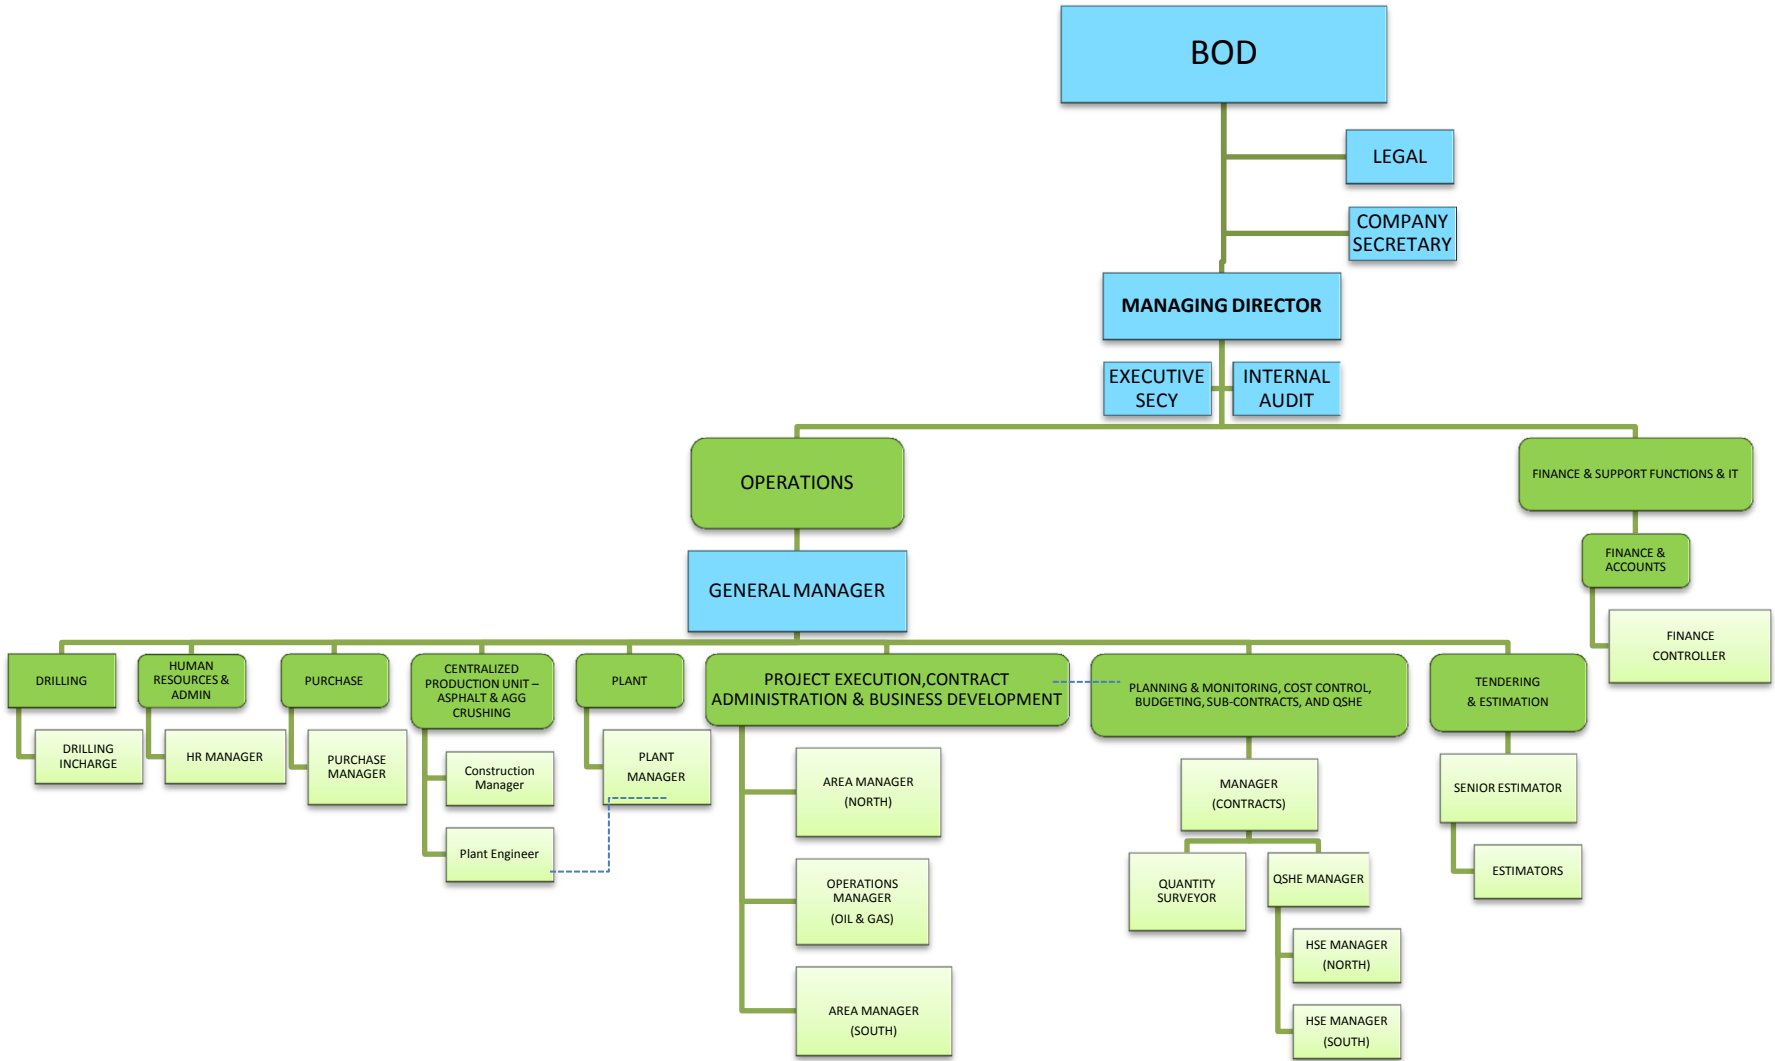 BOD
LEGAL
COMPANY
SECRETARY
MANAGING DIRECTOR
EXECUTIVE
SECY
INTERNAL
AUDIT
OPERATIONS
FINANCE & SUPPORT FUNCTIONS & IT
GENERAL MANAGER
FINANCE &
ACCOUNTS
FINANCE
CONTROLLER
DRILLING
HUMAN
RESOURCES &
ADMIN
PURCHASE
CENTRALIZED
PRODUCTION UNIT –
ASPHALT & AGG
CRUSHING
PLANT
PROJECT EXECUTION,CONTRACT
ADMINISTRATION & BUSINESS DEVELOPMENT
PLANNING & MONITORING, COST CONTROL,
BUDGETING, SUB-CONTRACTS, AND QSHE
TENDERING
& ESTIMATION
DRILLING
INCHARGE
HR MANAGER
PURCHASE
MANAGER
Construction
Manager
Plant Engineer
PLANT
MANAGER
AREA MANAGER
(NORTH)
OPERATIONS
MANAGER
(OIL & GAS)
AREA MANAGER
(SOUTH)
MANAGER
(CONTRACTS)
QUANTITY
SURVEYOR
QSHE MANAGER
HSE MANAGER
(NORTH)
HSE MANAGER
(SOUTH)
SENIOR ESTIMATOR
ESTIMATORS